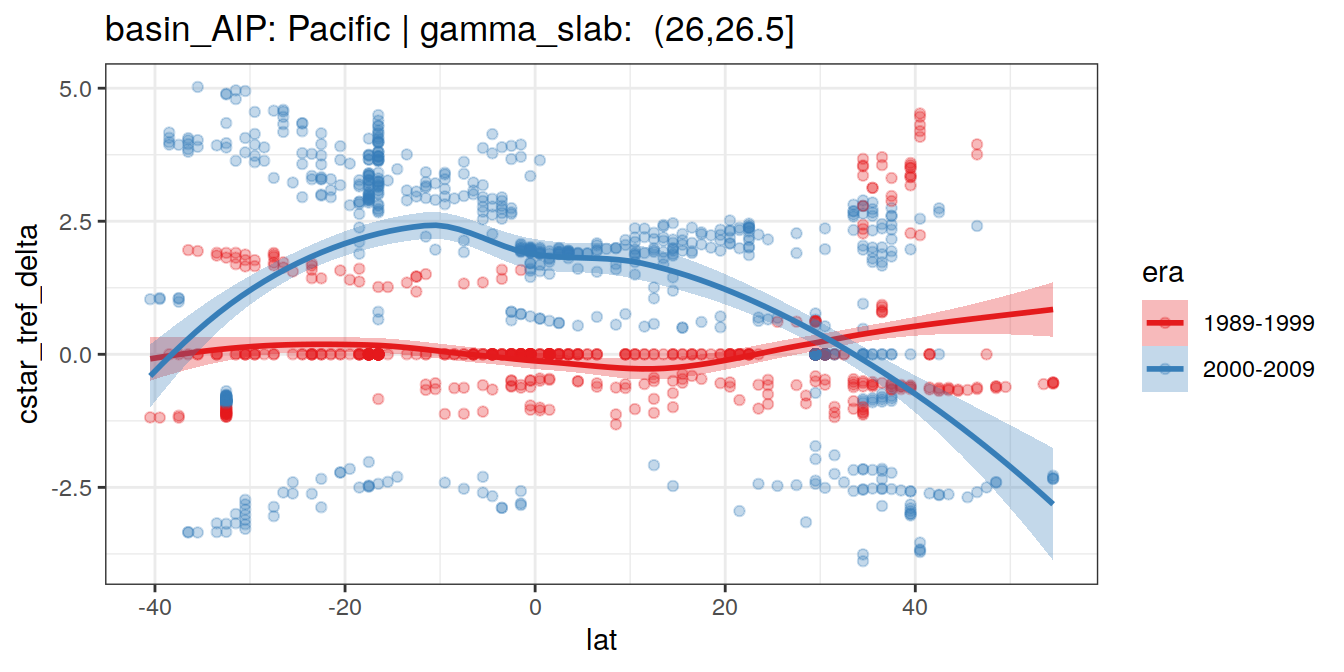 basin_AIP: Pacific | gamma_slab:  (26,26.5]
cstar_tref_delta
5.0
2.5
0.0
-2.5
-40
-20
0
20
40
lat
era
1989-1999
2000-2009